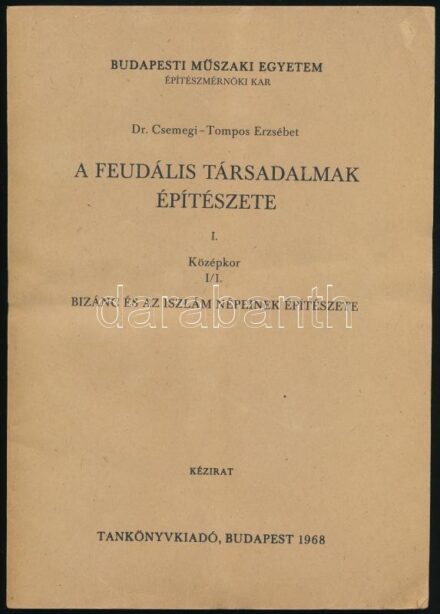 BUDAPESTI MŰSZAKI EGYETEM
ÉPÍTÉSZMÉRNÖKI KAR
Dr. Csemegi-Tompos Erzsébet
A FEUDÁLIS TÁRSADALMAK
ÉPÍTÉSZETE
I.
Középkor
I/1.
BIZÁNC ÉS AZ ISZLÁM NÉPEINEK ÉPÍTÉSZETE
darabanth
KÉZIRAT
TANKÖNYVKIADÓ, BUDAPEST 1968